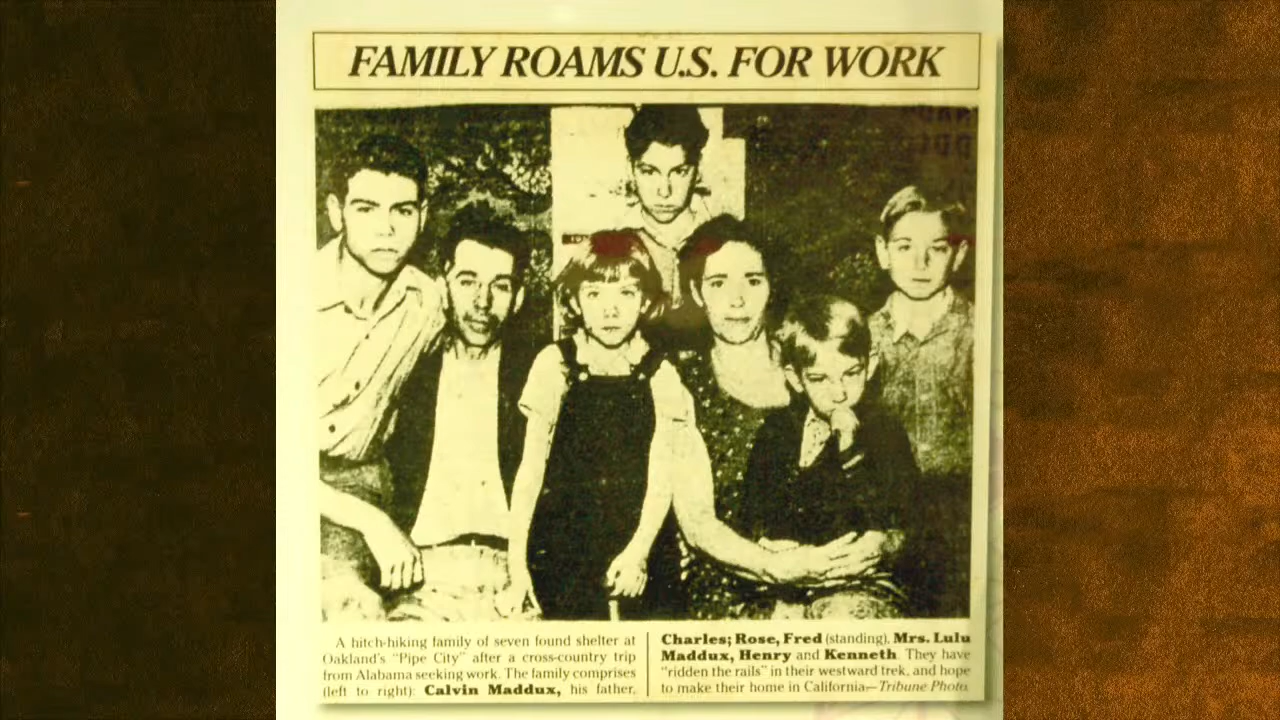 FAMILY ROAMS U.S. FOR WORK
A hitch-hiking family of seven found shelter at
Oakland's "Pipe City" after a cross-country trip
from Alabama seeking work. The family comprises
(left to right): Calvin Maddux, his father,
Charles; Rose, Fred (standing), Mrs. Lulu
Maddux, Henry and Kenneth. They have
"ridden the rails" in their westward trek, and hope
to make their home in California—Tribune Photo.